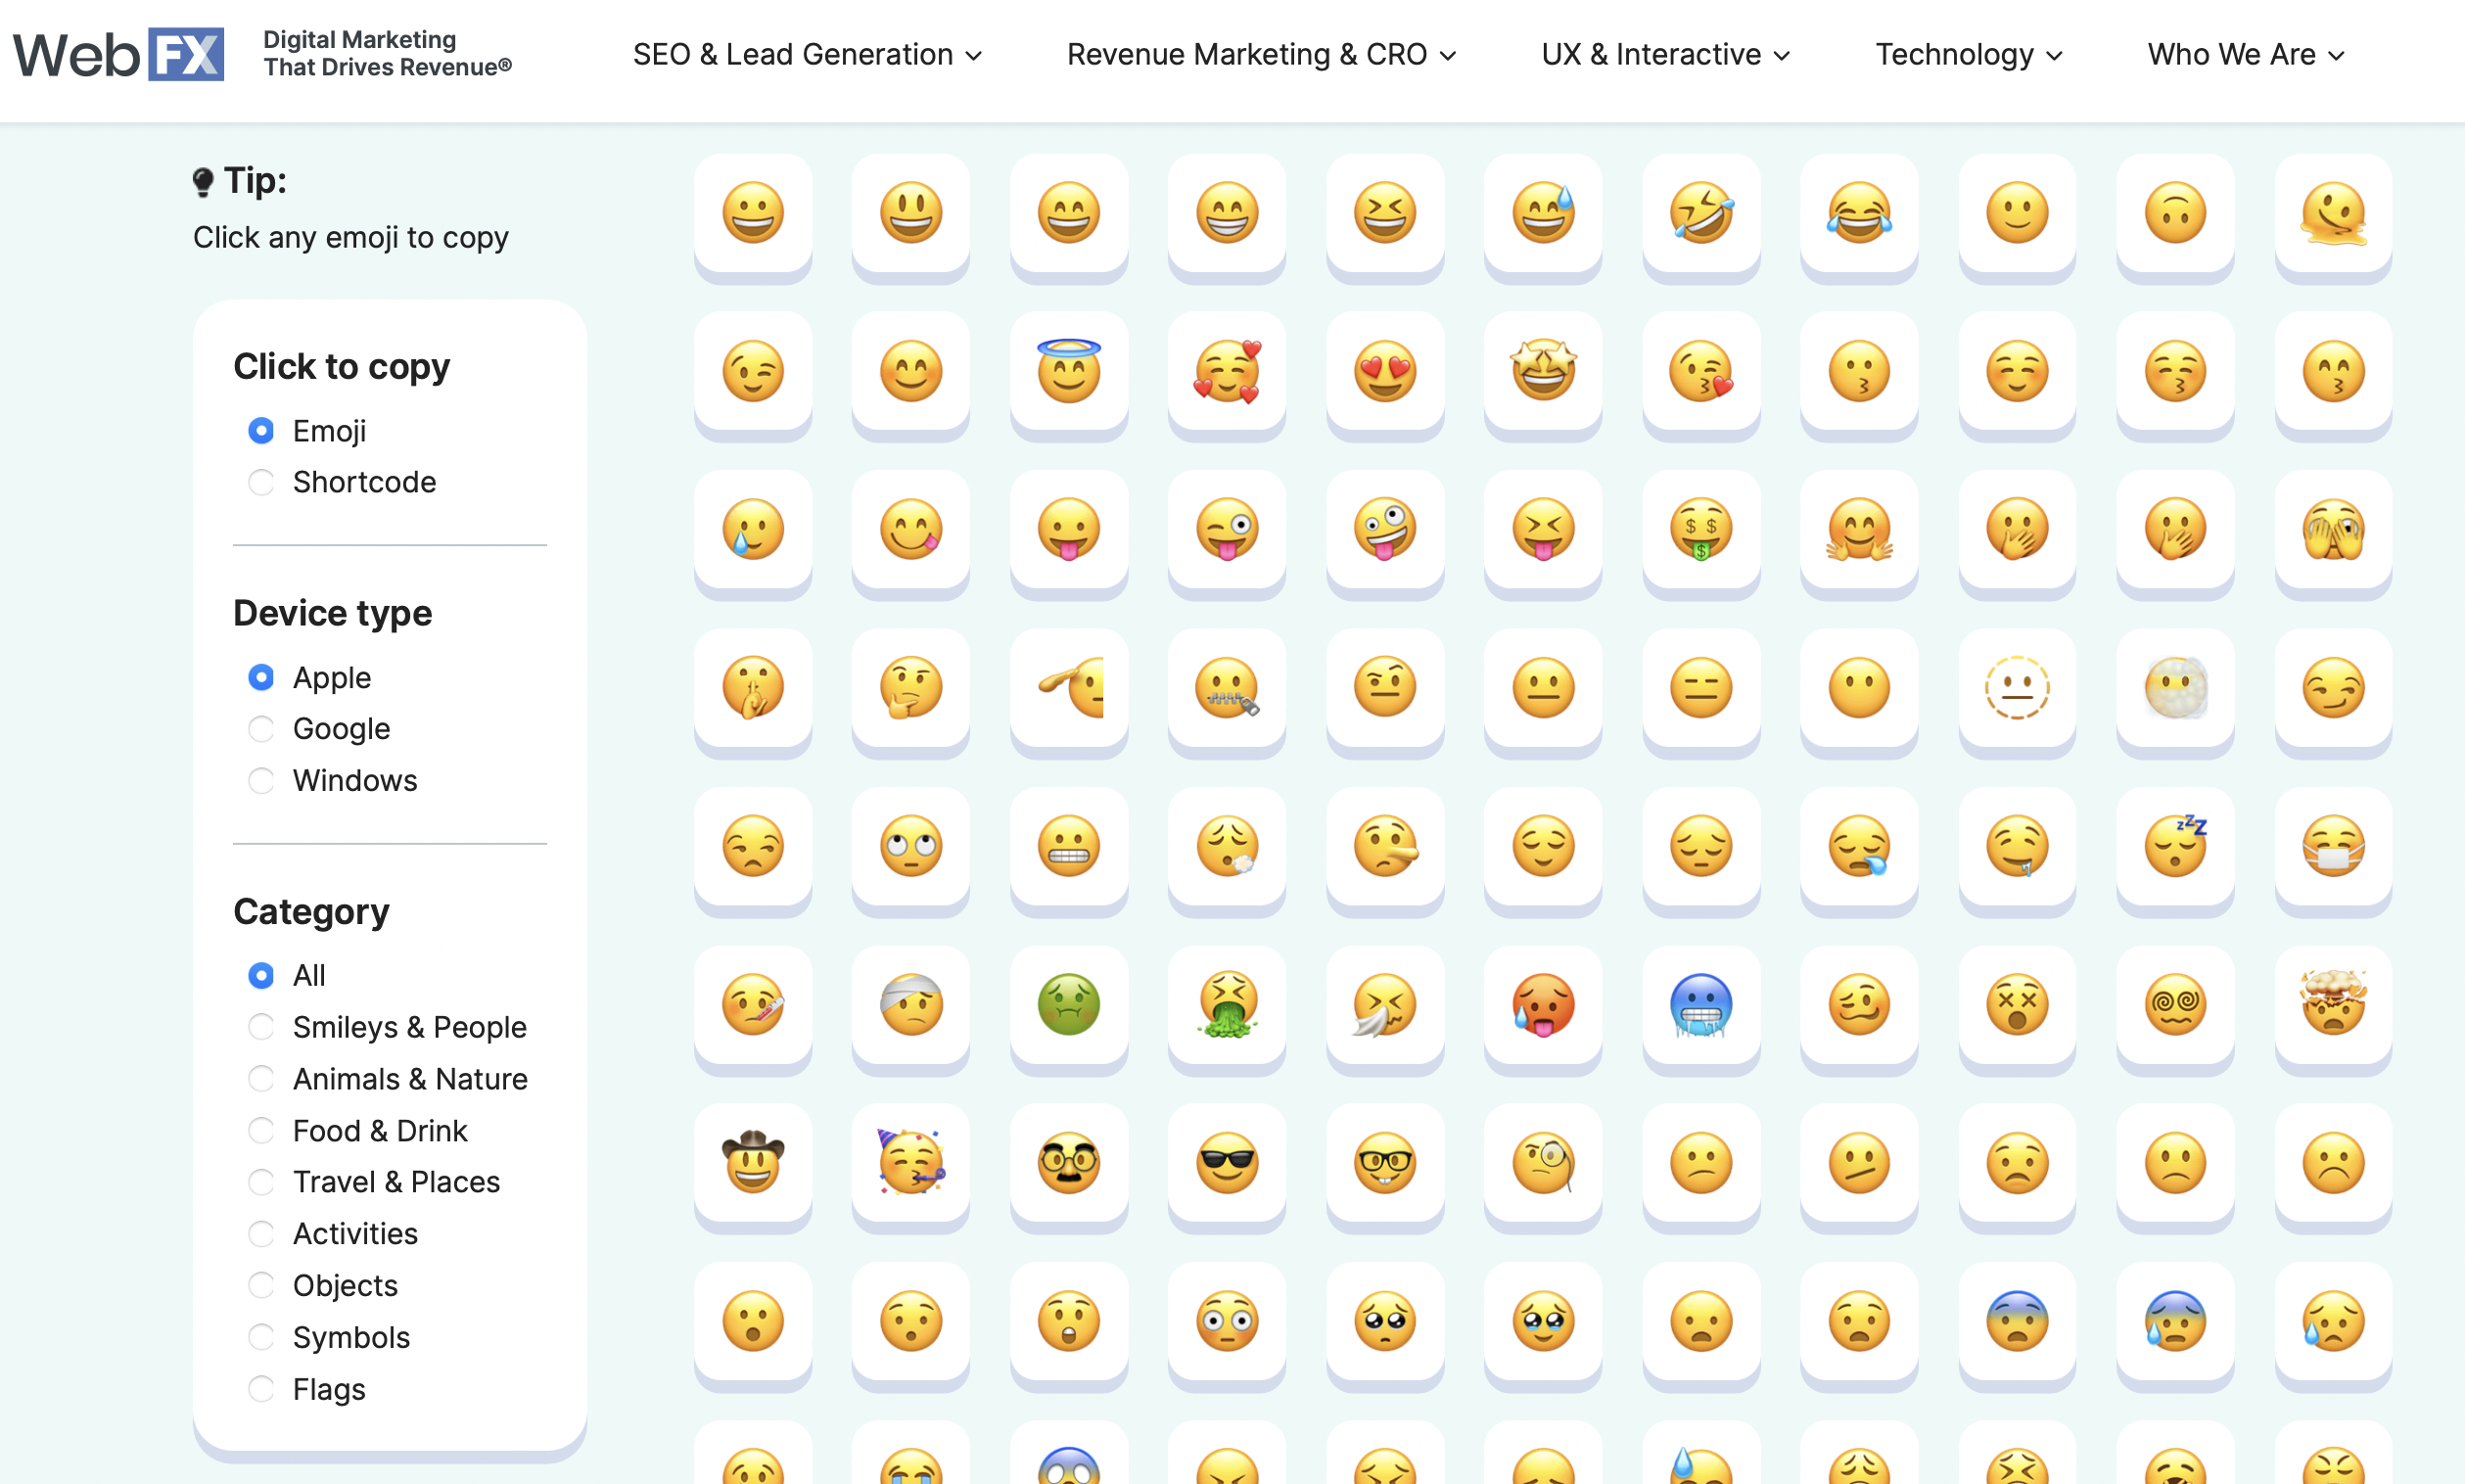 WebFX
Digital Marketing
That Drives Revenue®
SEO & Lead Generation
Revenue Marketing & CRO
UX & Interactive
Technology
Who We Are
Tip:
Click any emoji to copy
Click to copy
Emoji
Shortcode
Device type
Apple
Google
Windows
Category
All
Smileys & People
Animals & Nature
Food & Drink
Travel & Places
Activities
Objects
Symbols
Flags